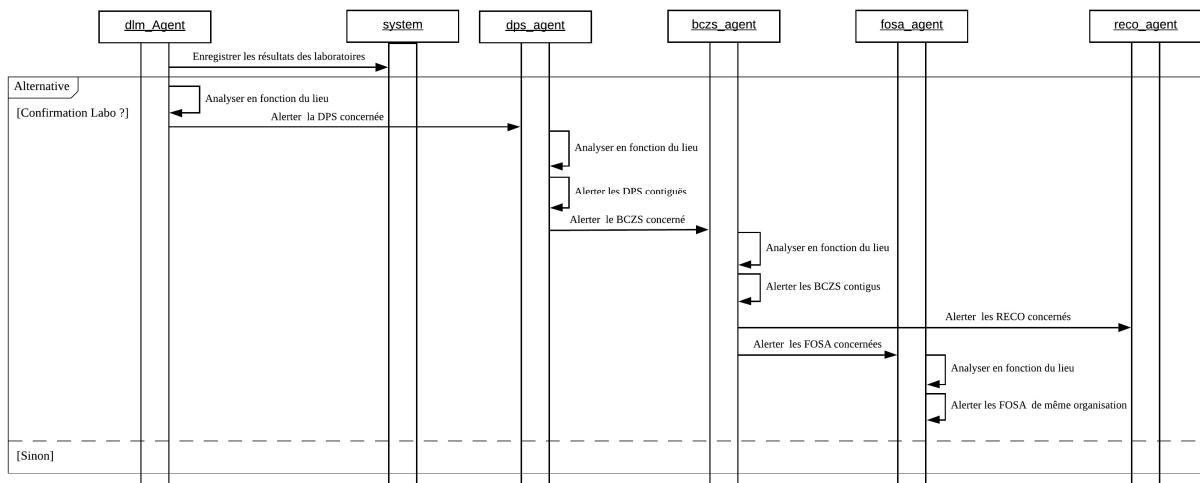 dlm_Agent
system
dps_agent
bczs_agent
fosa_agent
reco_agent
Enregistrer les résultats des laboratoires
Alternative
Analyser en fonction du lieu
[Confirmation Labo ?]
Alerter la DPS concernée
Analyser en fonction du lieu
Alerter les DPS contiguës
Alerter le BCZS concerné
Analyser en fonction du lieu
Alerter les BCZS contigus
Alerter les RECO concernés
Alerter les FOSA concernées
Analyser en fonction du lieu
Alerter les FOSA de même organisation
[Sinon]